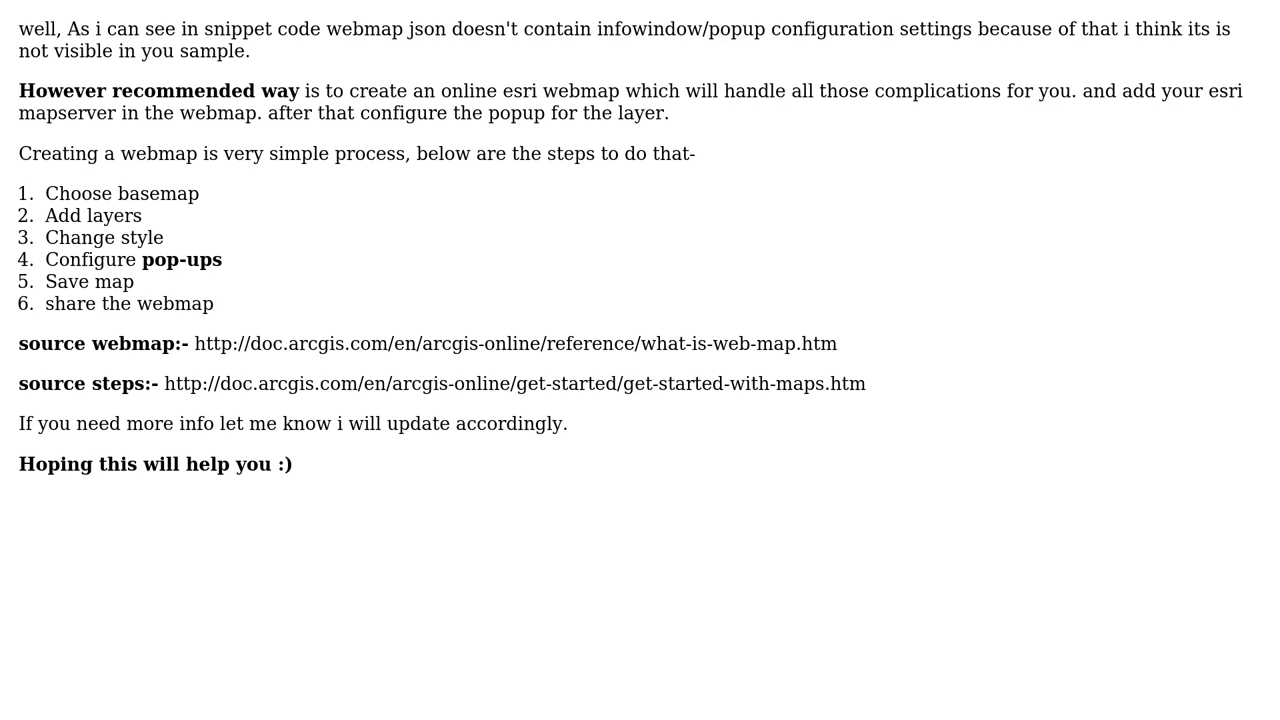 well, As i can see in snippet code webmap json doesn't contain infowindow/popup configuration settings because of that i think its is
not visible in you sample.
However recommended way is to create an online esri webmap which will handle all those complications for you. and add your esri
mapserver in the webmap. after that configure the popup for the layer.
Creating a webmap is very simple process, below are the steps to do that-
1. Choose basemap
2. Add layers
3. Change style
4. Configure pop-ups
5. Save map
6. share the webmap
source webmap:- http://doc.arcgis.com/en/arcgis-online/reference/what-is-web-map.htm
source steps:- http://doc.arcgis.com/en/arcgis-online/get-started/get-started-with-maps.htm
If you need more info let me know i will update accordingly.
Hoping this will help you :)